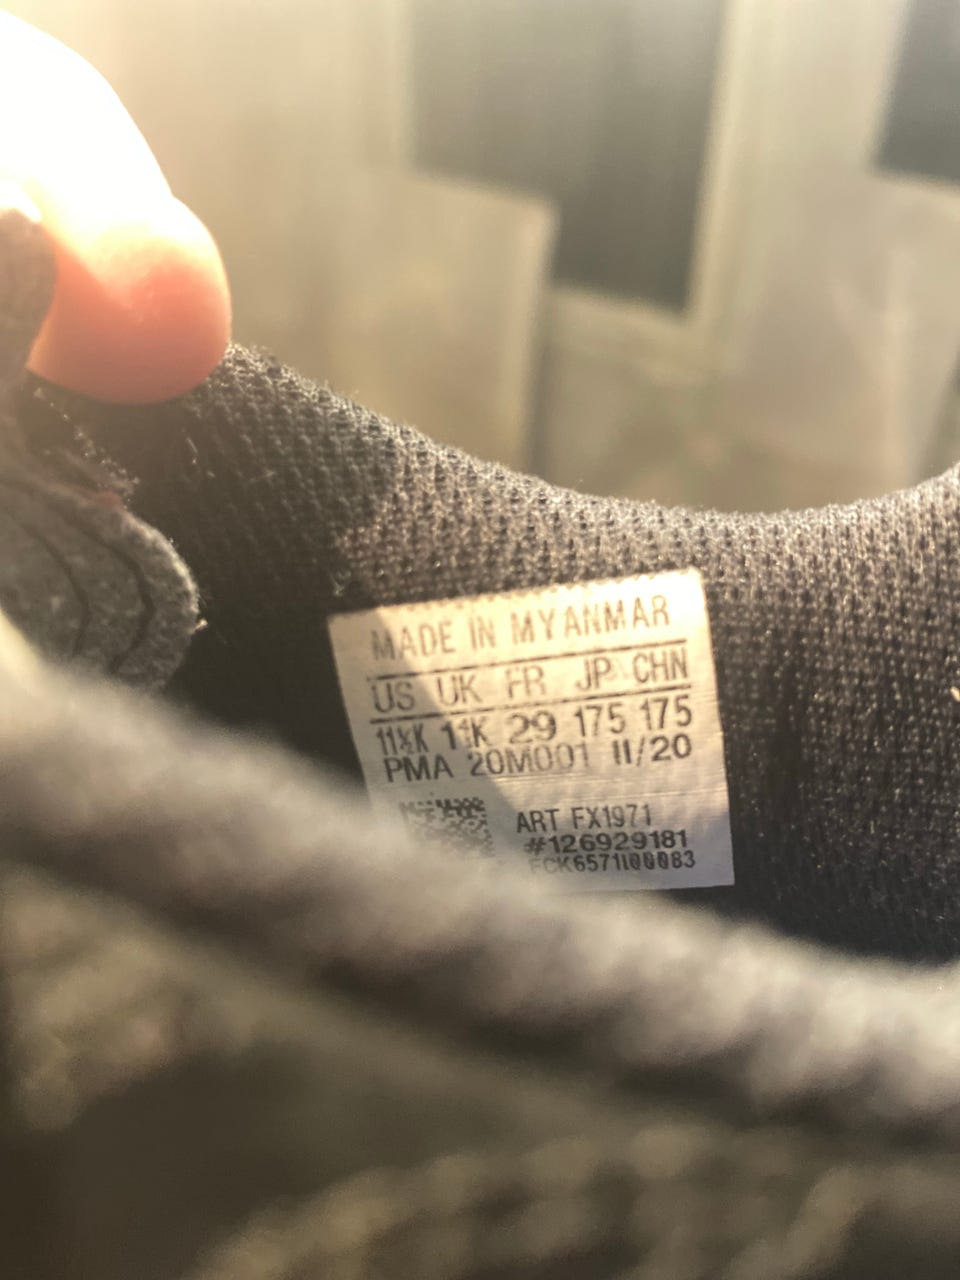 MADE IN MYANMAR
US UK FR JP CHN
11½K 11K 29 175 175
PMA 20M001 11/20
ART FX1971
#126929181
FCK6571I00083